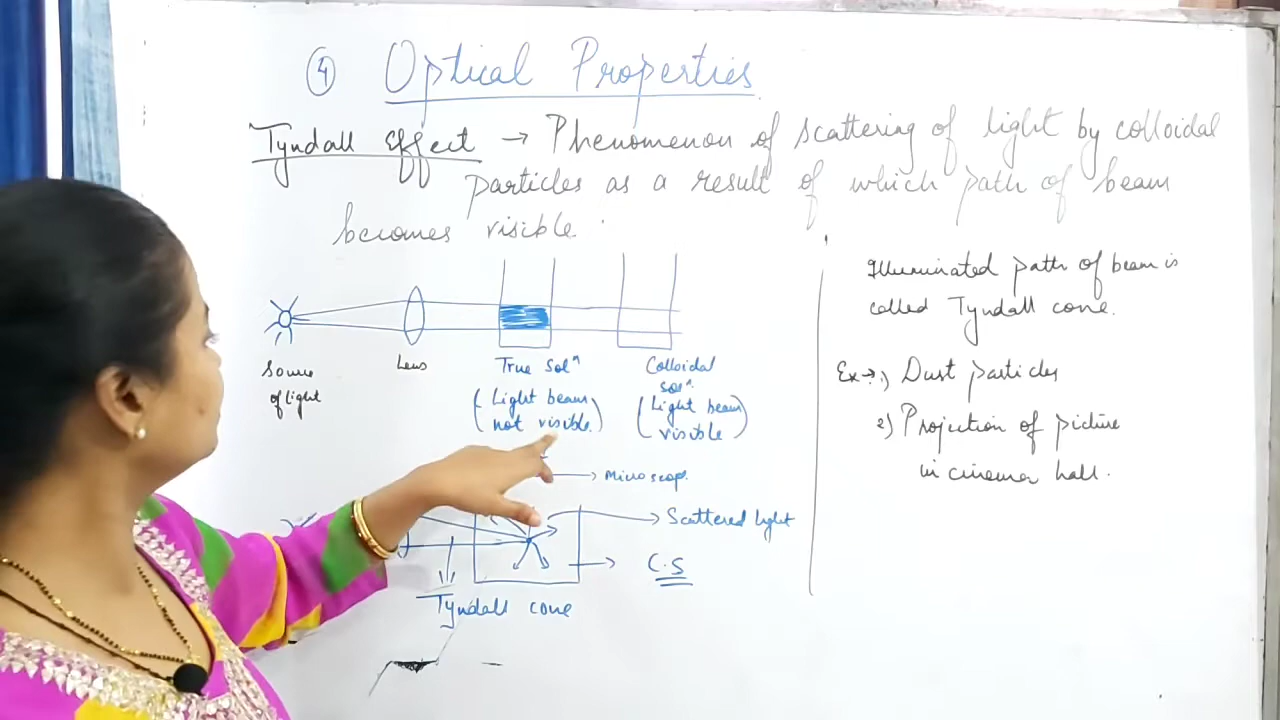 4 Optical Properties
Tyndall Effect → Phenomenon of scattering of light by colloidal
particles as a result of which path of beam
becomes visible.
Source
of light
Lens
True Solⁿ
(Light beam
not visible.)
Colloidal
Solⁿ.
(Light beam
visible)
→ Microscop.
→ Scattered light
→ C.S
Tyndall cone
Illuminated path of beam is
called Tyndall cone.
Ex → 1) Dust particles
2) Projection of picture
in cinema hall.